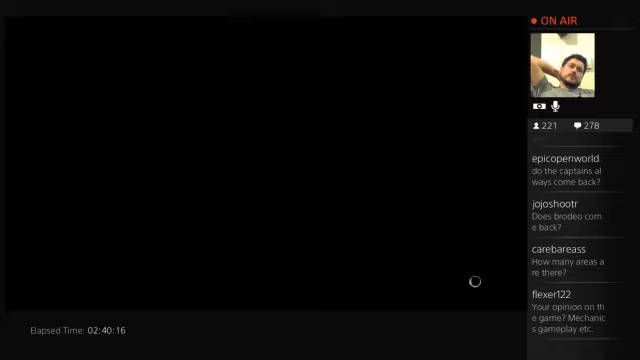 ON AIR
221 278
epicopenworld
do the captains al
ways come back?
jojoshootr
Does brodeo com
e back?
carebareass
How many areas a
re there?
flexer122
Your opinion on th
e game? Mechanic
s gameplay etc.
Elapsed Time: 02:40:16